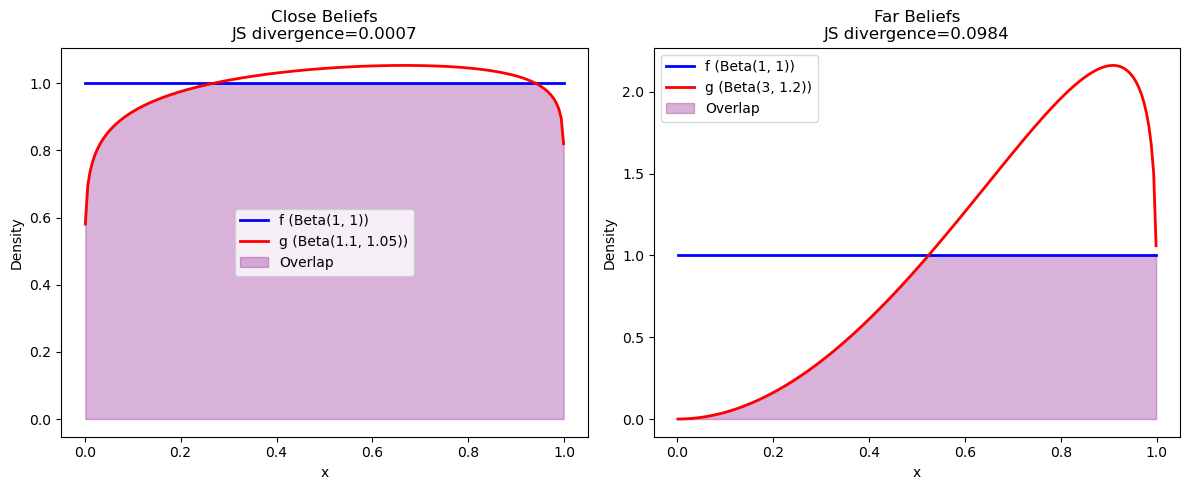 Close Beliefs
JS divergence=0.0007
Density
1.0
0.8
0.6
0.4
0.2
0.0
f (Beta(1, 1))
g (Beta(1.1, 1.05))
Overlap
0.0 0.2 0.4 0.6 0.8 1.0
x
Far Beliefs
JS divergence=0.0984
Density
2.0
1.5
1.0
0.5
0.0
f (Beta(1, 1))
g (Beta(3, 1.2))
Overlap
0.0 0.2 0.4 0.6 0.8 1.0
x